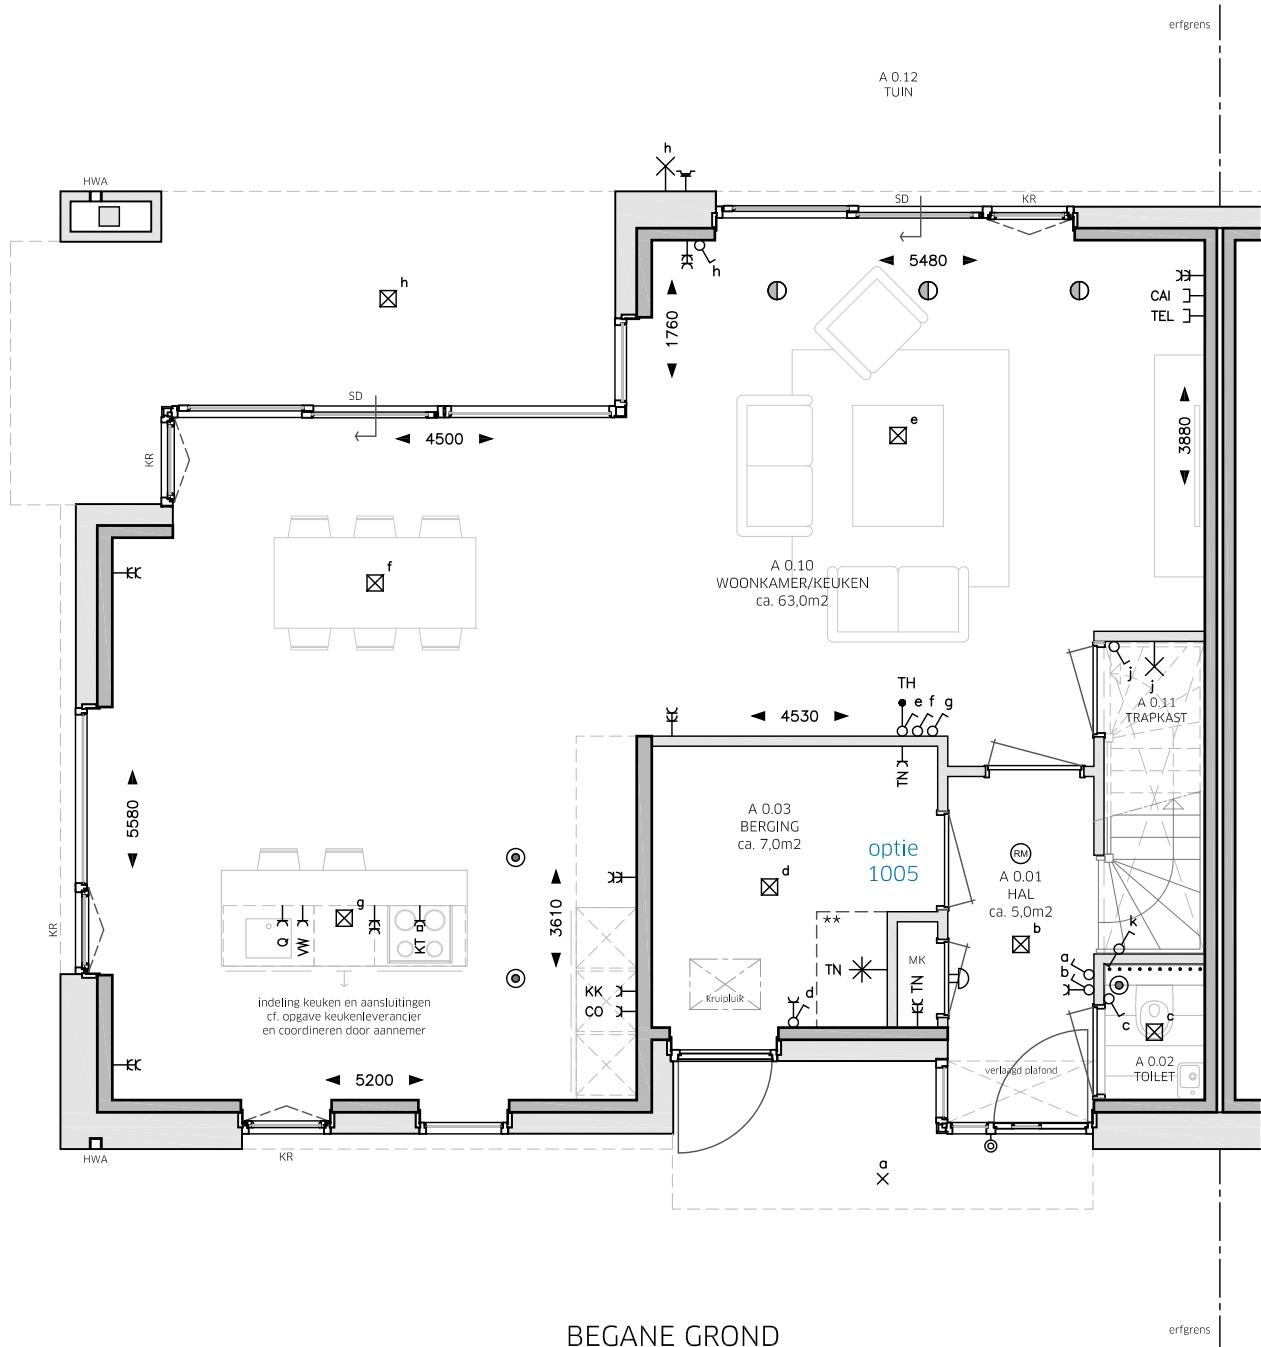 erfgrens
A 0.12
TUIN
h
HWA
SD
KR
h
5480
h
CAI
TEL
1760
SD
4500
e
3880
KR
f
A 0.10
WOONKAMER/KEUKEN
ca. 63,0m2
TH
e f g
4530
j
j
A 0.11
TRAPKAST
TN
5580
A 0.03
BERGING
ca. 7,0m2
optie
1005
d
RM
A 0.01
HAL
ca. 5,0m2
b
g
3610
Q
VW
KT
KR
**
TN
MK
TN
k
a
b
kruipluik
d
KK
CO
c
c
indeling keuken en aansluitingen
cf. opgave keukenleverancier
en coordineren door aannemer
A 0.02
TOILET
verlaagd plafond
5200
HWA
KR
a
BEGANE GROND
erfgrens